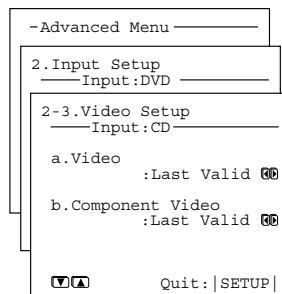 -Advanced Menu
2.Input Setup
Input:DVD
2-3.Video Setup
Input:CD
a.Video
:Last Valid
b.Component Video
:Last Valid
Quit:|SETUP|